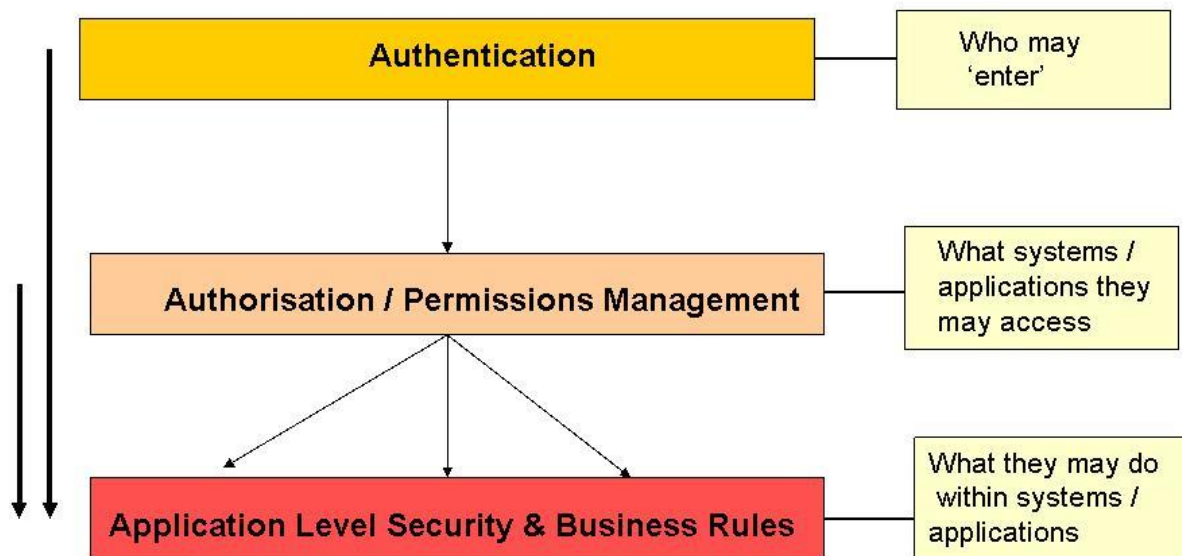 Authentication
Who may
‘enter’
Authorisation / Permissions Management
What systems /
applications they
may access
Application Level Security & Business Rules
What they may do
within systems /
applications